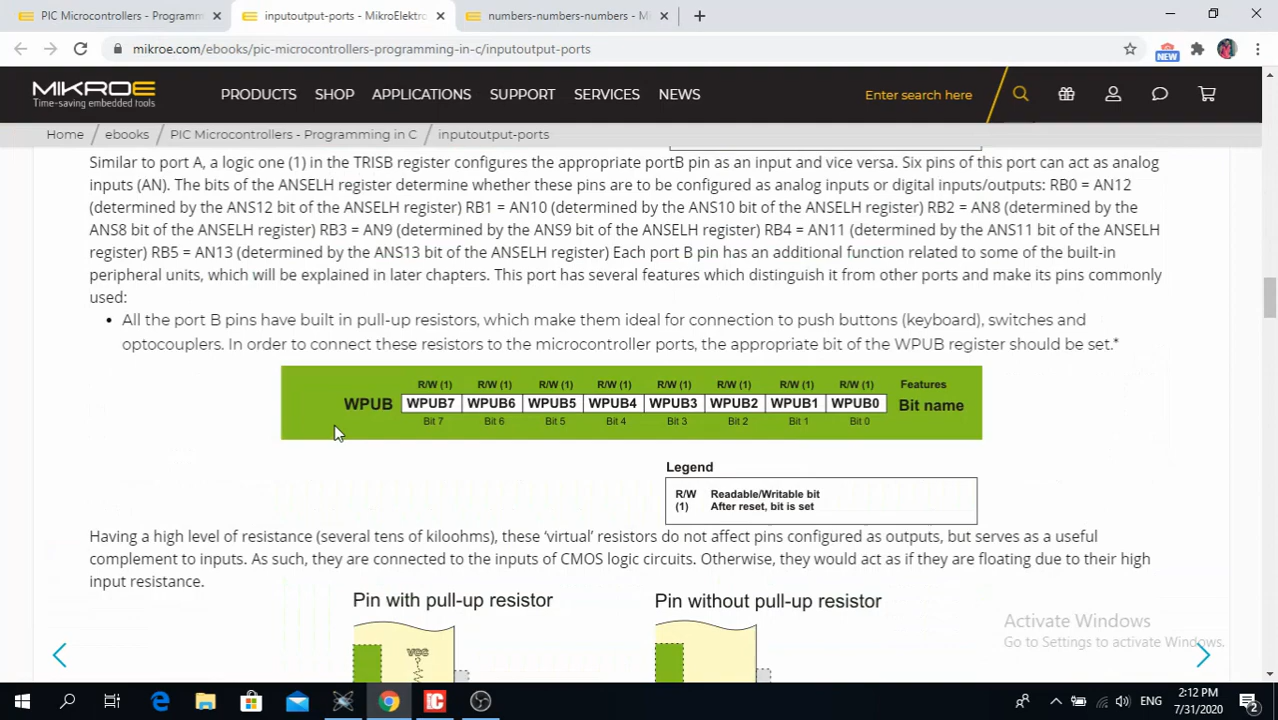 PIC Microcontrollers - Programm
inputoutput-ports - MikroElektro
numbers-numbers-numbers - Mi
mikroe.com/ebooks/pic-microcontrollers-programming-in-c/inputoutput-ports
NEW
MIKROE
Time-saving embedded tools
PRODUCTS SHOP APPLICATIONS SUPPORT SERVICES NEWS
Enter search here
Home / ebooks / PIC Microcontrollers - Programming in C / inputoutput-ports
Similar to port A, a logic one (1) in the TRISB register configures the appropriate portB pin as an input and vice versa. Six pins of this port can act as analog
inputs (AN). The bits of the ANSELH register determine whether these pins are to be configured as analog inputs or digital inputs/outputs: RB0 = AN12
(determined by the ANS12 bit of the ANSELH register) RB1 = AN10 (determined by the ANS10 bit of the ANSELH register) RB2 = AN8 (determined by the
ANS8 bit of the ANSELH register) RB3 = AN9 (determined by the ANS9 bit of the ANSELH register) RB4 = AN11 (determined by the ANS11 bit of the ANSELH
register) RB5 = AN13 (determined by the ANS13 bit of the ANSELH register) Each port B pin has an additional function related to some of the built-in
peripheral units, which will be explained in later chapters. This port has several features which distinguish it from other ports and make its pins commonly
used:
• All the port B pins have built in pull-up resistors, which make them ideal for connection to push buttons (keyboard), switches and
optocouplers. In order to connect these resistors to the microcontroller ports, the appropriate bit of the WPUB register should be set.*
R/W (1) R/W (1) R/W (1) R/W (1) R/W (1) R/W (1) R/W (1) R/W (1) Features
WPUB WPUB7 WPUB6 WPUB5 WPUB4 WPUB3 WPUB2 WPUB1 WPUB0 Bit name
Bit 7 Bit 6 Bit 5 Bit 4 Bit 3 Bit 2 Bit 1 Bit 0
Legend
R/W Readable/Writable bit
(1) After reset, bit is set
Having a high level of resistance (several tens of kiloohms), these ‘virtual’ resistors do not affect pins configured as outputs, but serves as a useful
complement to inputs. As such, they are connected to the inputs of CMOS logic circuits. Otherwise, they would act as if they are floating due to their high
input resistance.
Pin with pull-up resistor
Pin without pull-up resistor
VCC
Activate Windows
Go to Settings to activate Windows.
ENG
2:12 PM
7/31/2020
2